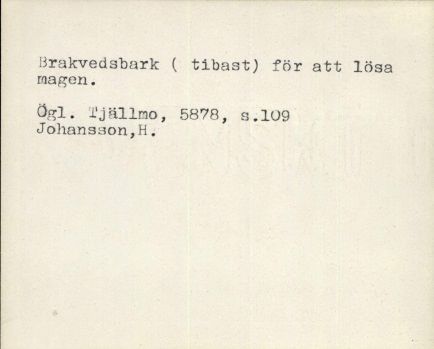 Brakvedsbark ( tibast) för att lösa
magen.
Ögl. Tjällmo, 5878, s.109
Johansson,H.